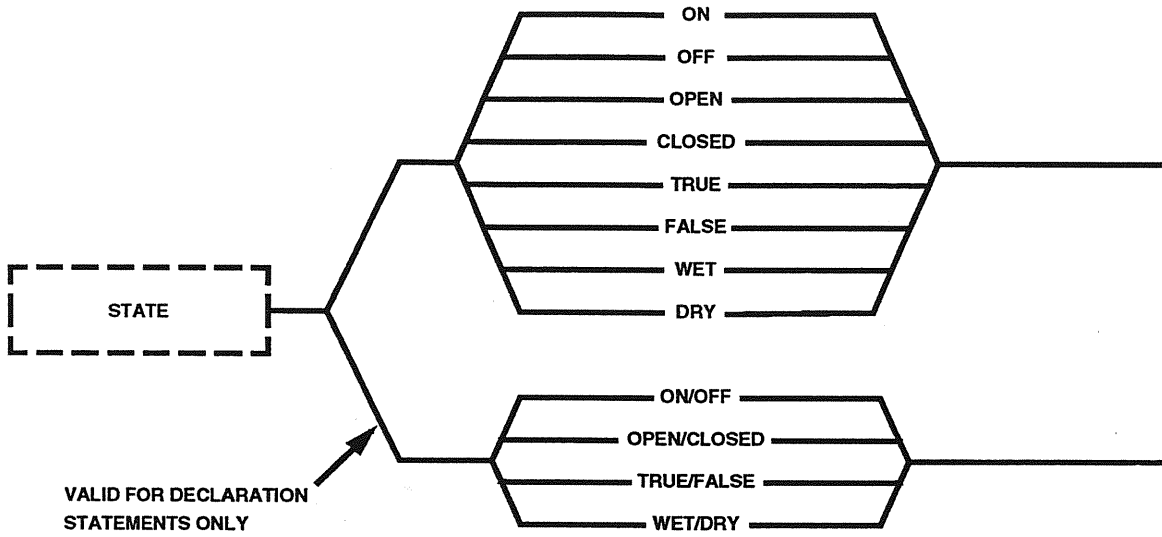 ON
OFF
OPEN
CLOSED
TRUE
FALSE
WET
DRY
STATE
ON/OFF
OPEN/CLOSED
TRUE/FALSE
WET/DRY
VALID FOR DECLARATION
STATEMENTS ONLY